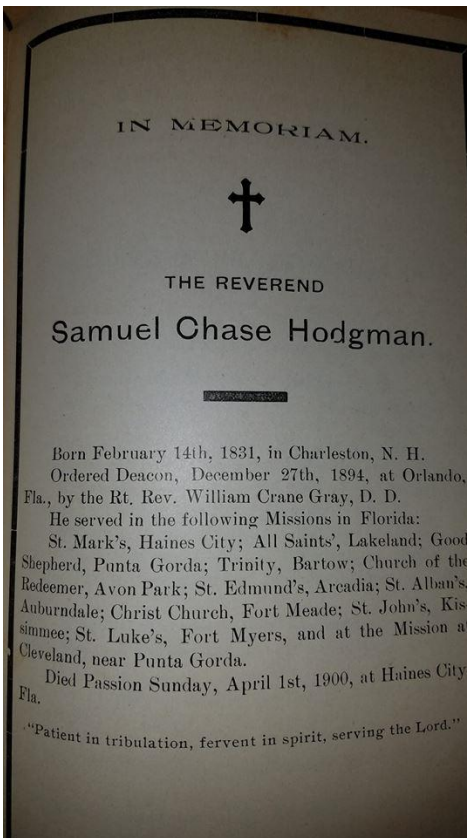 IN MEMORIAM.
THE REVEREND
Samuel Chase Hodgman.
Born February 14th, 1831, in Charleston, N. H.
Ordered Deacon, December 27th, 1894, at Orlando,
Fla., by the Rt. Rev. William Crane Gray, D. D.
He served in the following Missions in Florida:
St. Mark's, Haines City; All Saints', Lakeland; Good
Shepherd, Punta Gorda; Trinity, Bartow; Church of the
Redeemer, Avon Park; St. Edmund's, Arcadia; St. Alban's,
Auburndale; Christ Church, Fort Meade; St. John's, Kis-
simmee; St. Luke's, Fort Myers, and at the Mission a
Cleveland, near Punta Gorda.
Died Passion Sunday, April 1st, 1900, at Haines City
Fla.
"Patient in tribulation, fervent in spirit, serving the Lord."